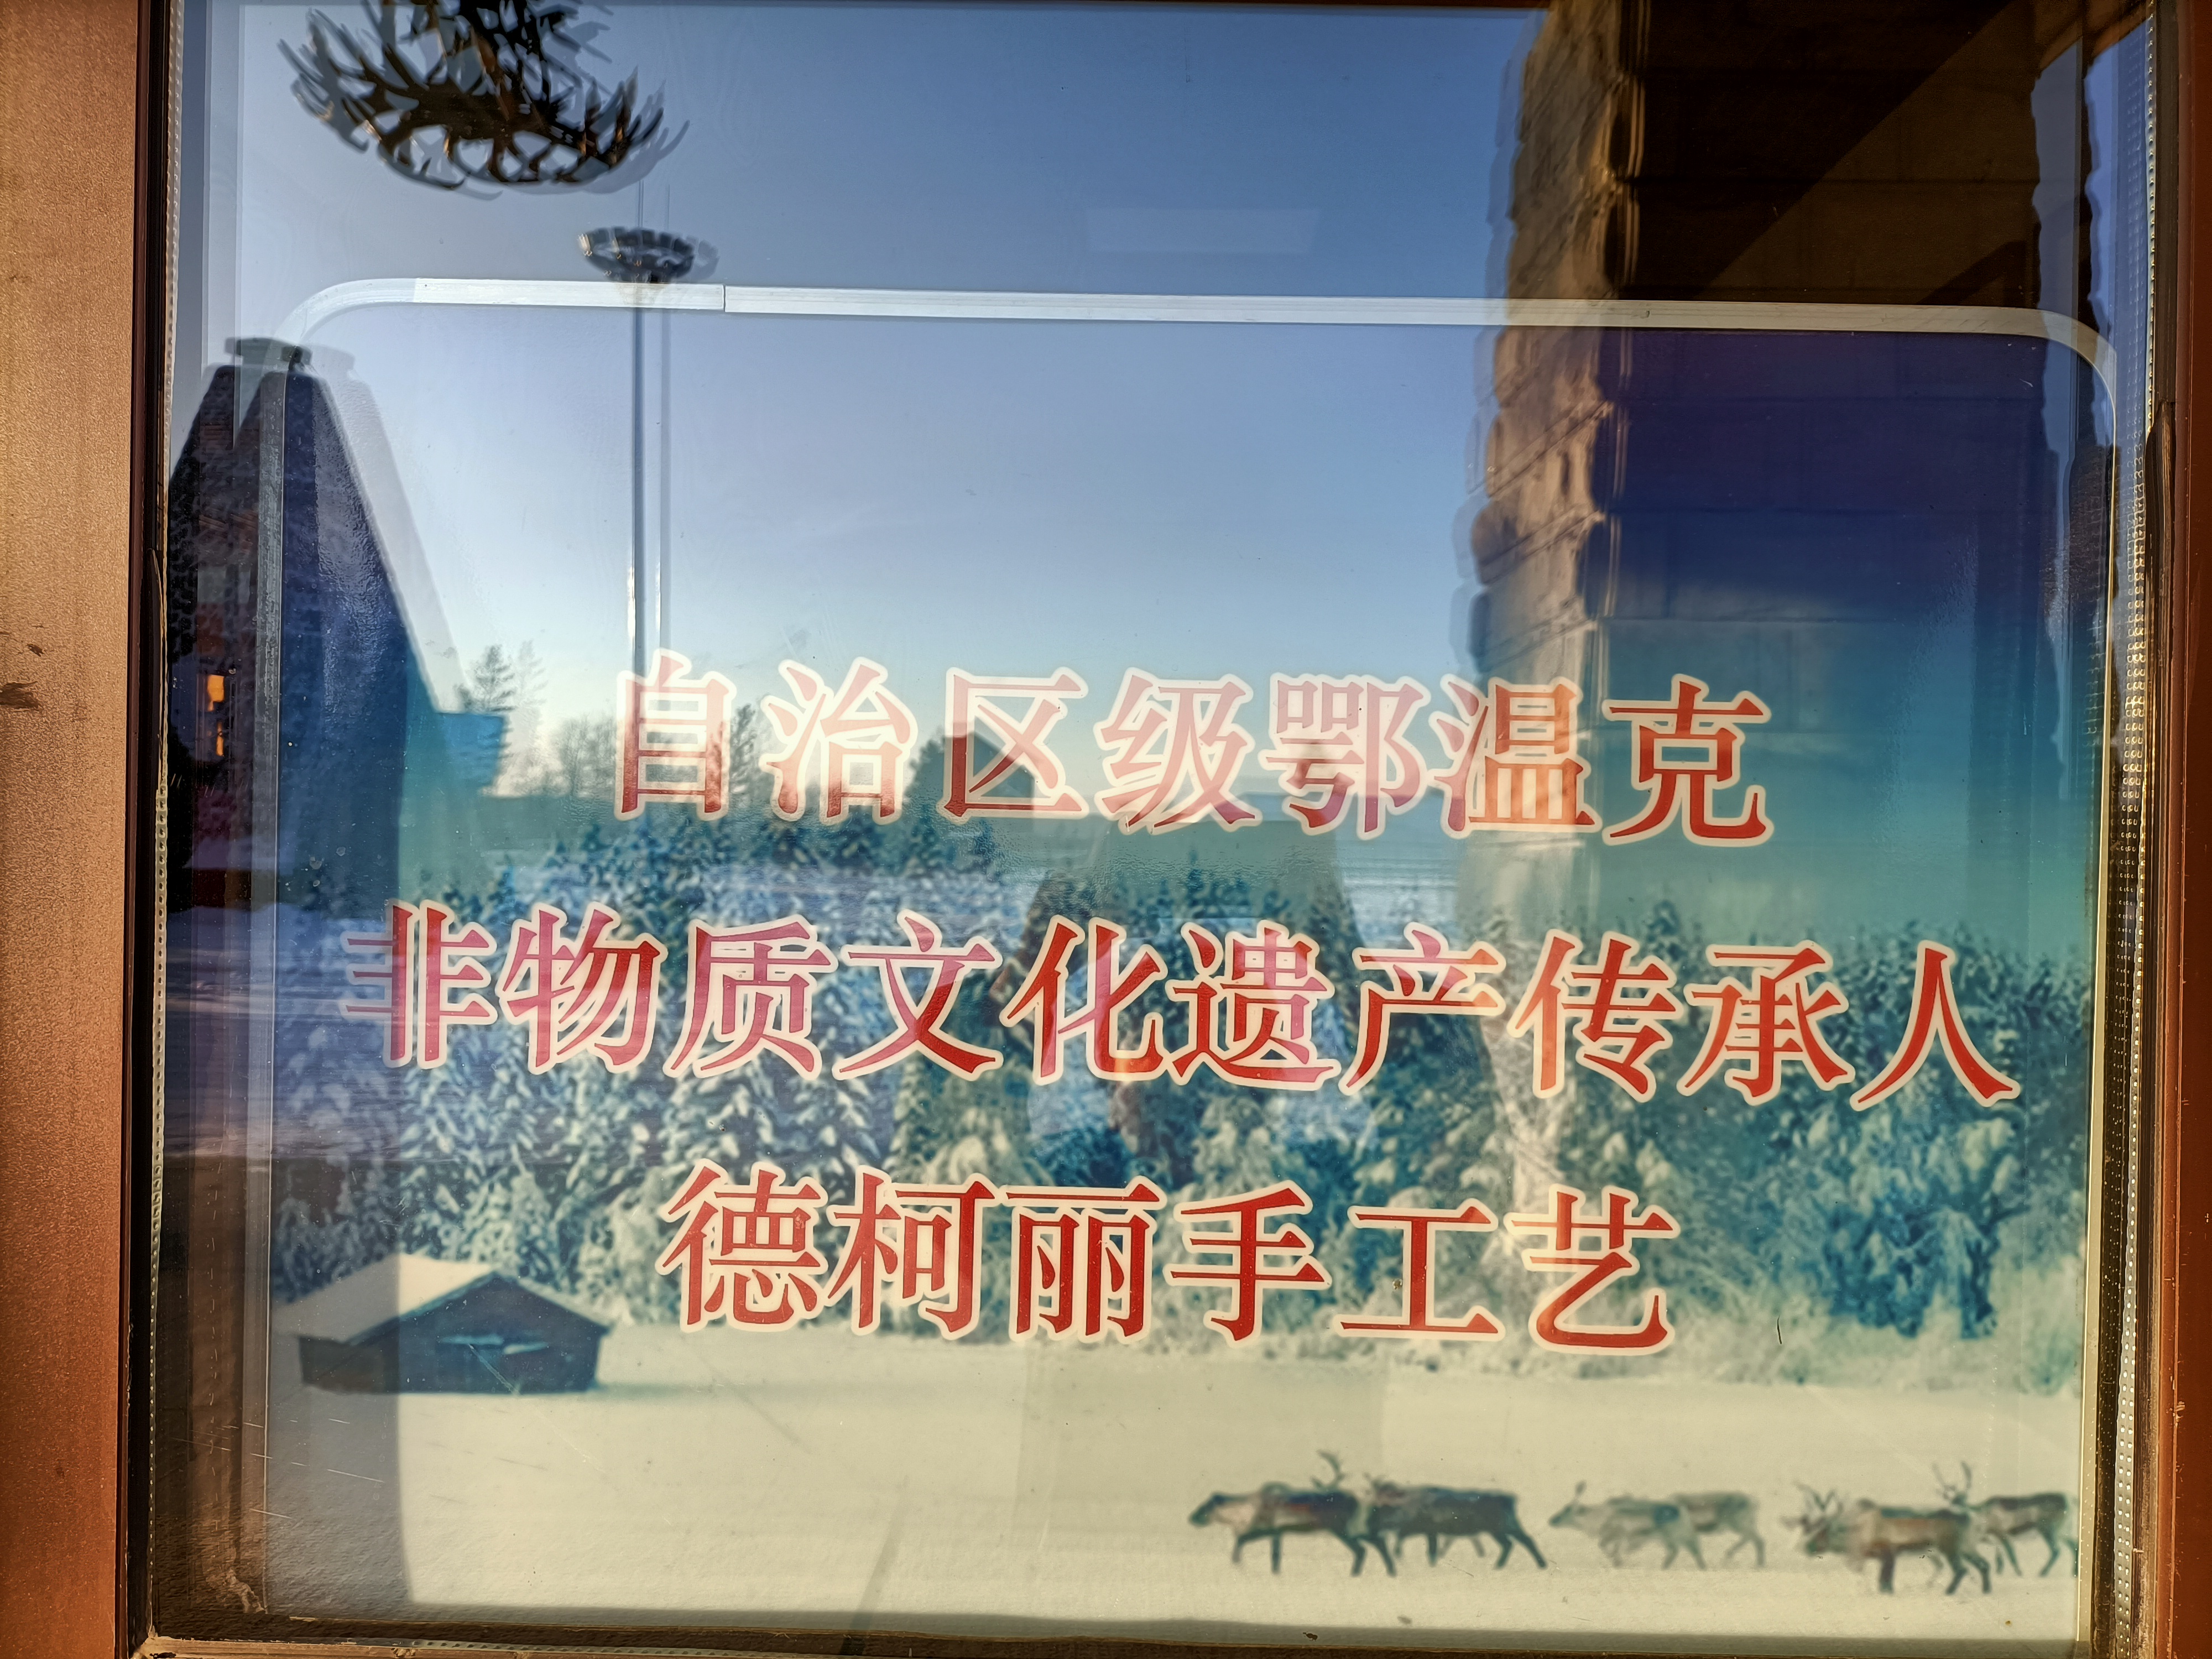 自治区级鄂温克
非物质文化遗产传承人
德柯丽手工艺